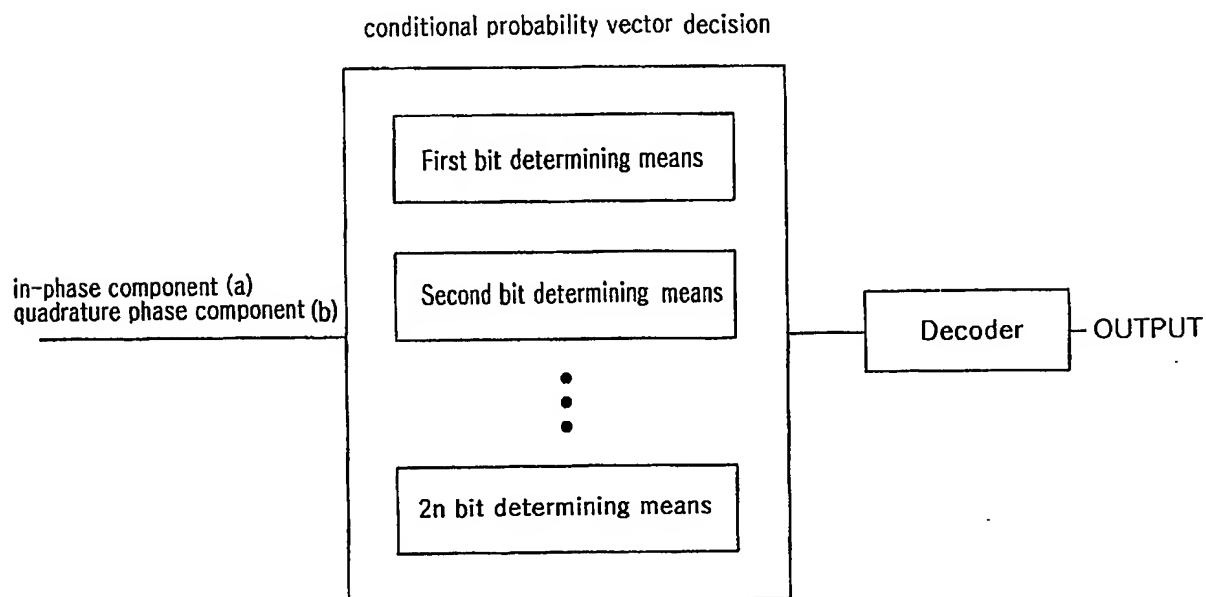 conditional probability vector decision
First bit determining means
in-phase component (a)
quadrature phase component (b)
Second bit determining means
Decoder
OUTPUT
2n bit determining means